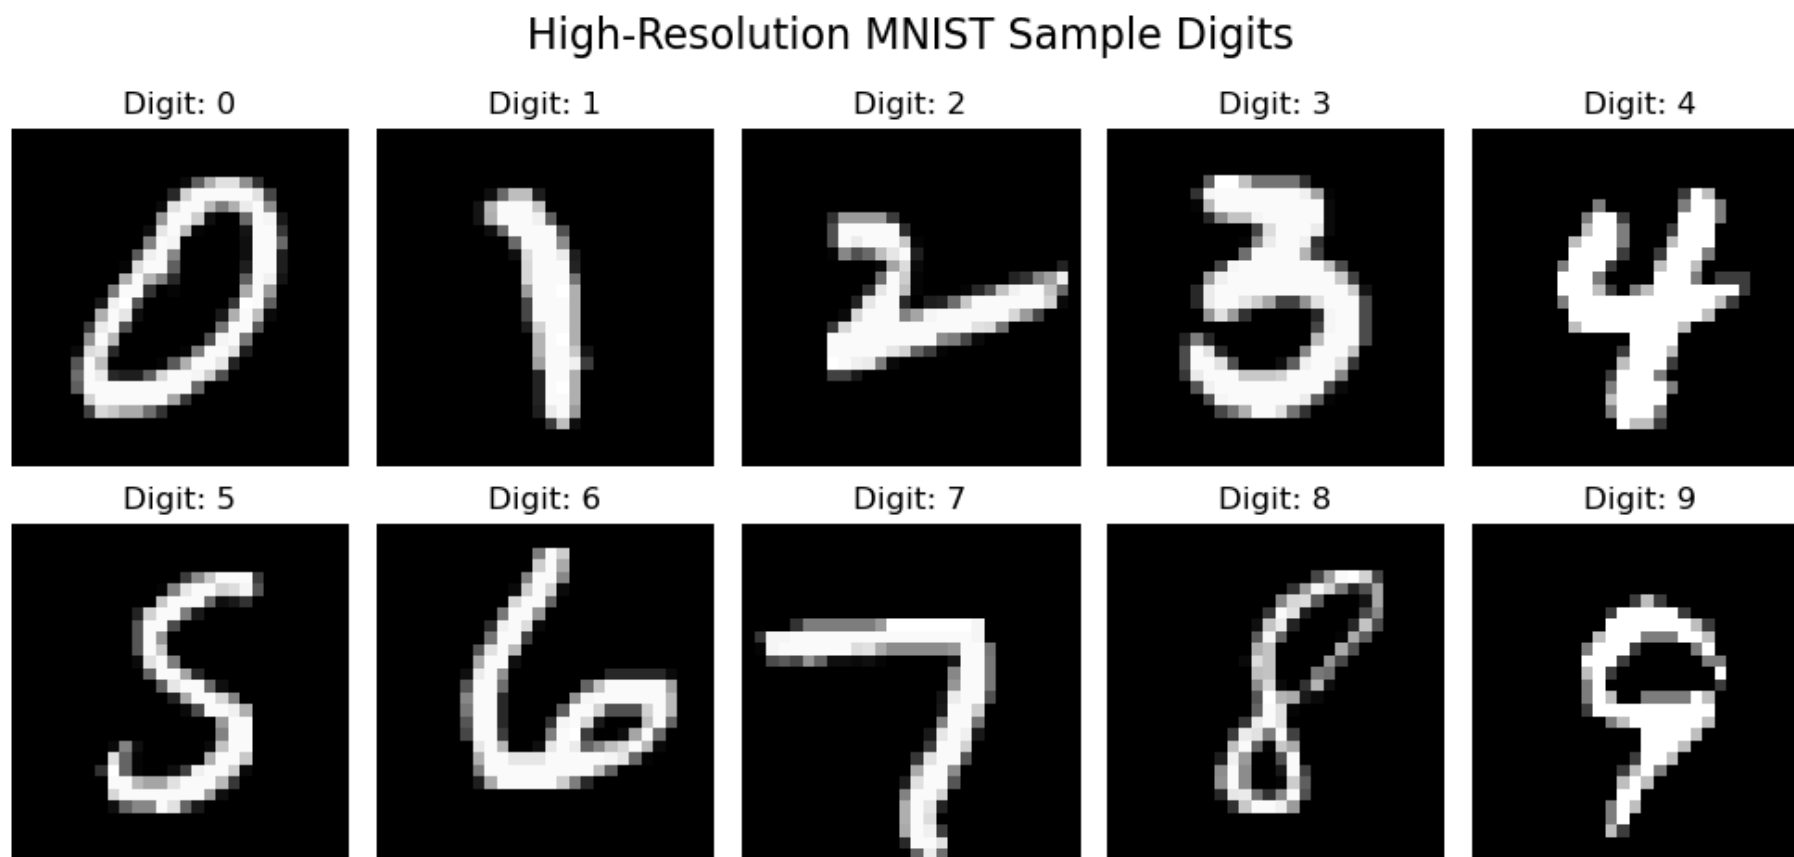 High-Resolution MNIST Sample Digits
Digit: 0 Digit: 1 Digit: 2 Digit: 3 Digit: 4
0 1 2 3 4
Digit: 5 Digit: 6 Digit: 7 Digit: 8 Digit: 9
5 6 7 8 9